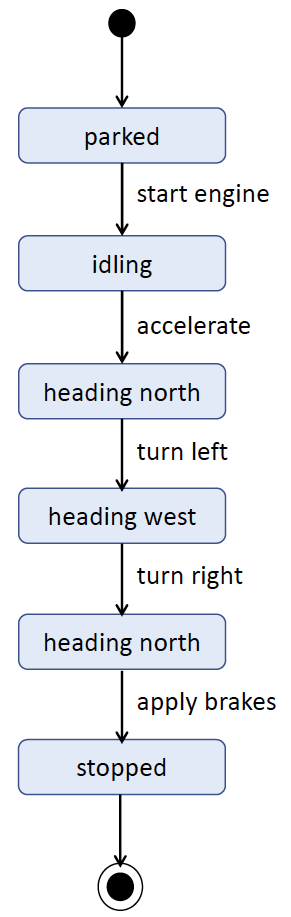 parked
start engine
idling
accelerate
heading north
turn left
heading west
turn right
heading north
apply brakes
stopped